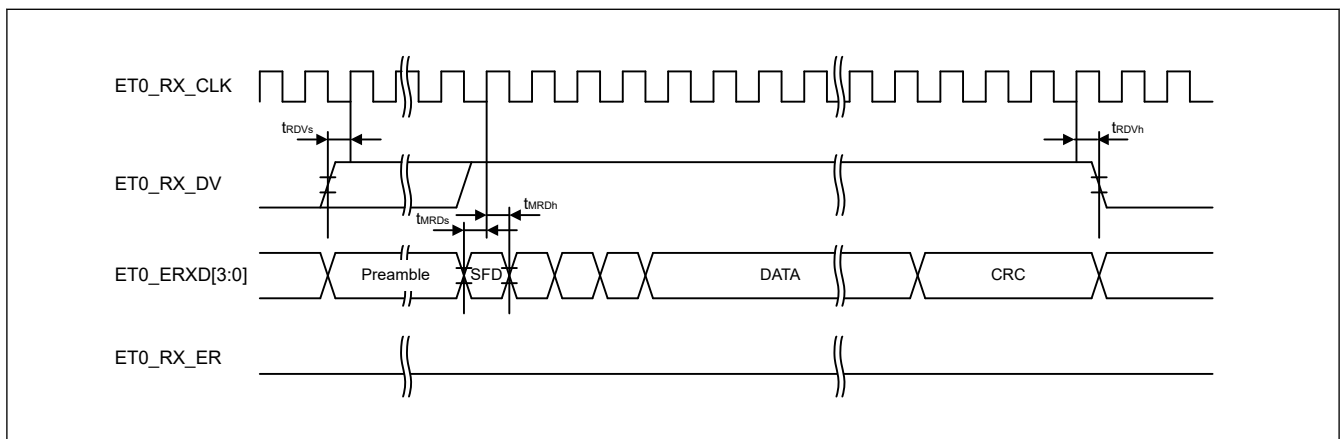 ET0_RX_CLK
tRDVs
tRDVh
ET0_RX_DV
tMRDs
tMRDh
ET0_ERXD[3:0]
Preamble
SFD
DATA
CRC
ET0_RX_ER